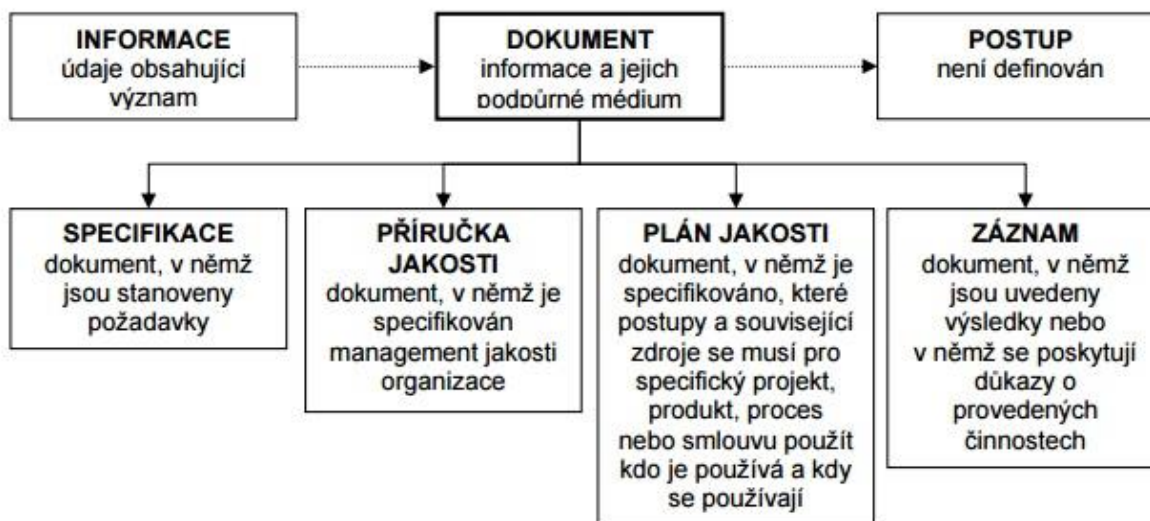 INFORMACE
údaje obsahující
význam
DOKUMENT
informace a jejich
podpůrné médium
POSTUP
není definován
SPECIFIKACE
dokument, v němž
jsou stanoveny
požadavky
PŘÍRUČKA
JAKOSTI
dokument, v němž je
specifikován
management jakosti
organizace
PLÁN JAKOSTI
dokument, v němž je
specifikováno, které
postupy a související
zdroje se musí pro
specifický projekt,
produkt, proces
nebo smlouvu použít
kdo je používá a kdy
se používají
ZÁZNAM
dokument, v němž
jsou uvedeny
výsledky nebo
v němž se poskytují
důkazy o
provedených
činnostech